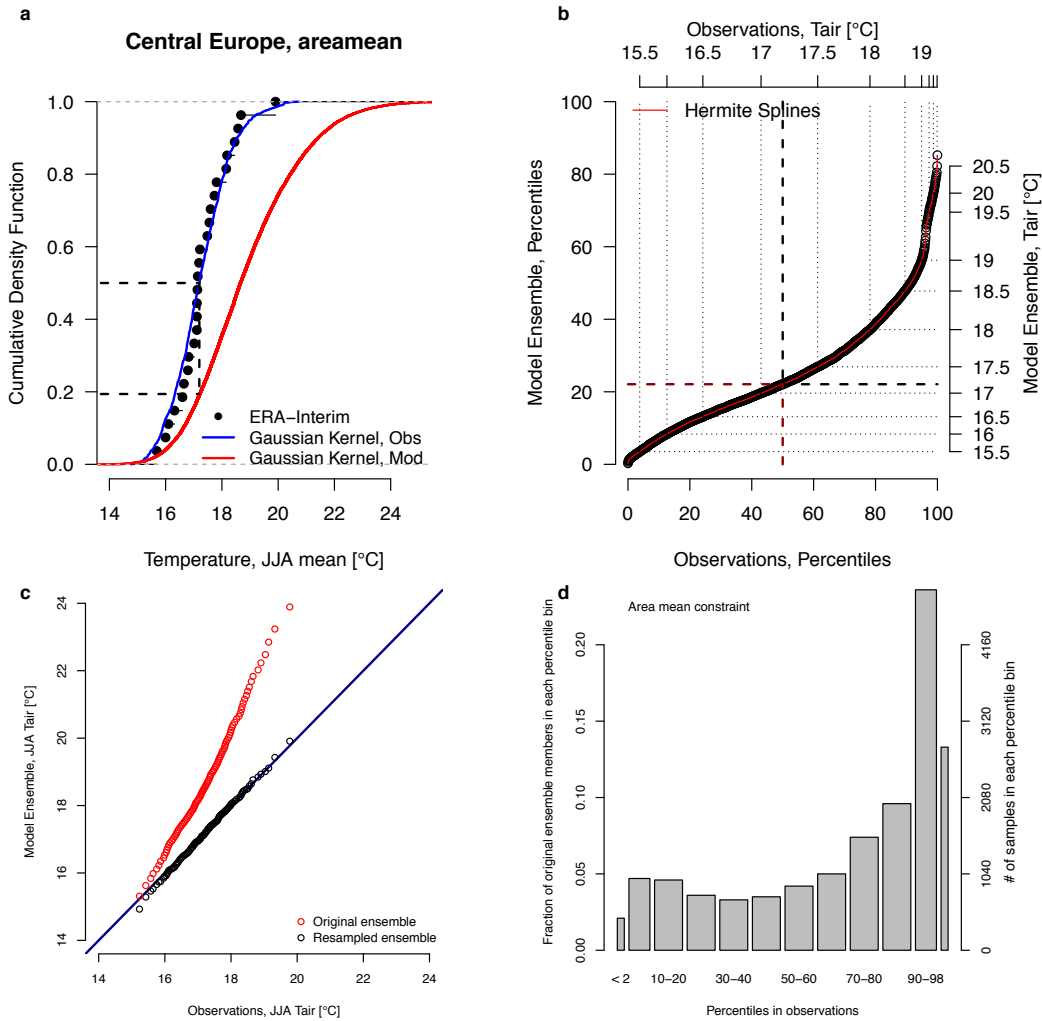 a
Central Europe, areamean
Cumulative Density Function
1.0
0.8
0.6
0.4
0.2
0.0
ERA−Interim
Gaussian Kernel, Obs
Gaussian Kernel, Mod
14 16 18 20 22 24
Temperature, JJA mean [°C]
b
Observations, Tair [°C]
15.5 16.5 17 17.5 18 19
Hermite Splines
Model Ensemble, Percentiles
100
80
60
40
20
0
20.5
20
19.5
19
18.5
18
17.5
17
16.5
16
15.5
Model Ensemble, Tair [°C]
0 20 40 60 80 100
Observations, Percentiles
c
Model Ensemble, JJA Tair [°C]
24
22
20
18
16
14
Original ensemble
Resampled ensemble
14 16 18 20 22 24
Observations, JJA Tair [°C]
d
Area mean constraint
Fraction of original ensemble members in each percentile bin
0.20
0.15
0.10
0.05
0.00
4160
3120
2080
1040
0
# of samples in each percentile bin
< 2 10−20 30−40 50−60 70−80 90−98
Percentiles in observations